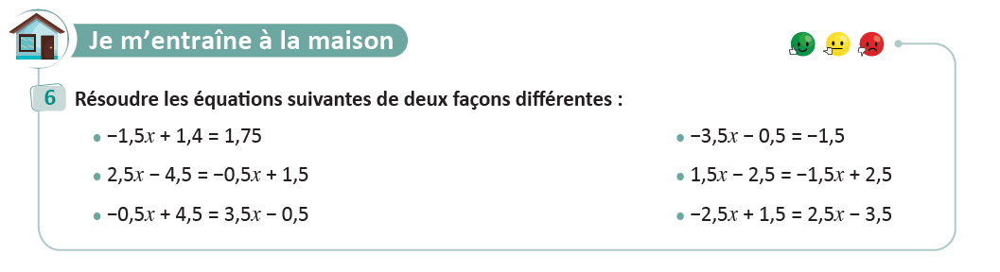 Je m’entraîne à la maison
6 Résoudre les équations suivantes de deux façons différentes :
• −1,5x + 1,4 = 1,75
• −3,5x − 0,5 = −1,5
• 2,5x − 4,5 = −0,5x + 1,5
• 1,5x − 2,5 = −1,5x + 2,5
• −0,5x + 4,5 = 3,5x − 0,5
• −2,5x + 1,5 = 2,5x − 3,5